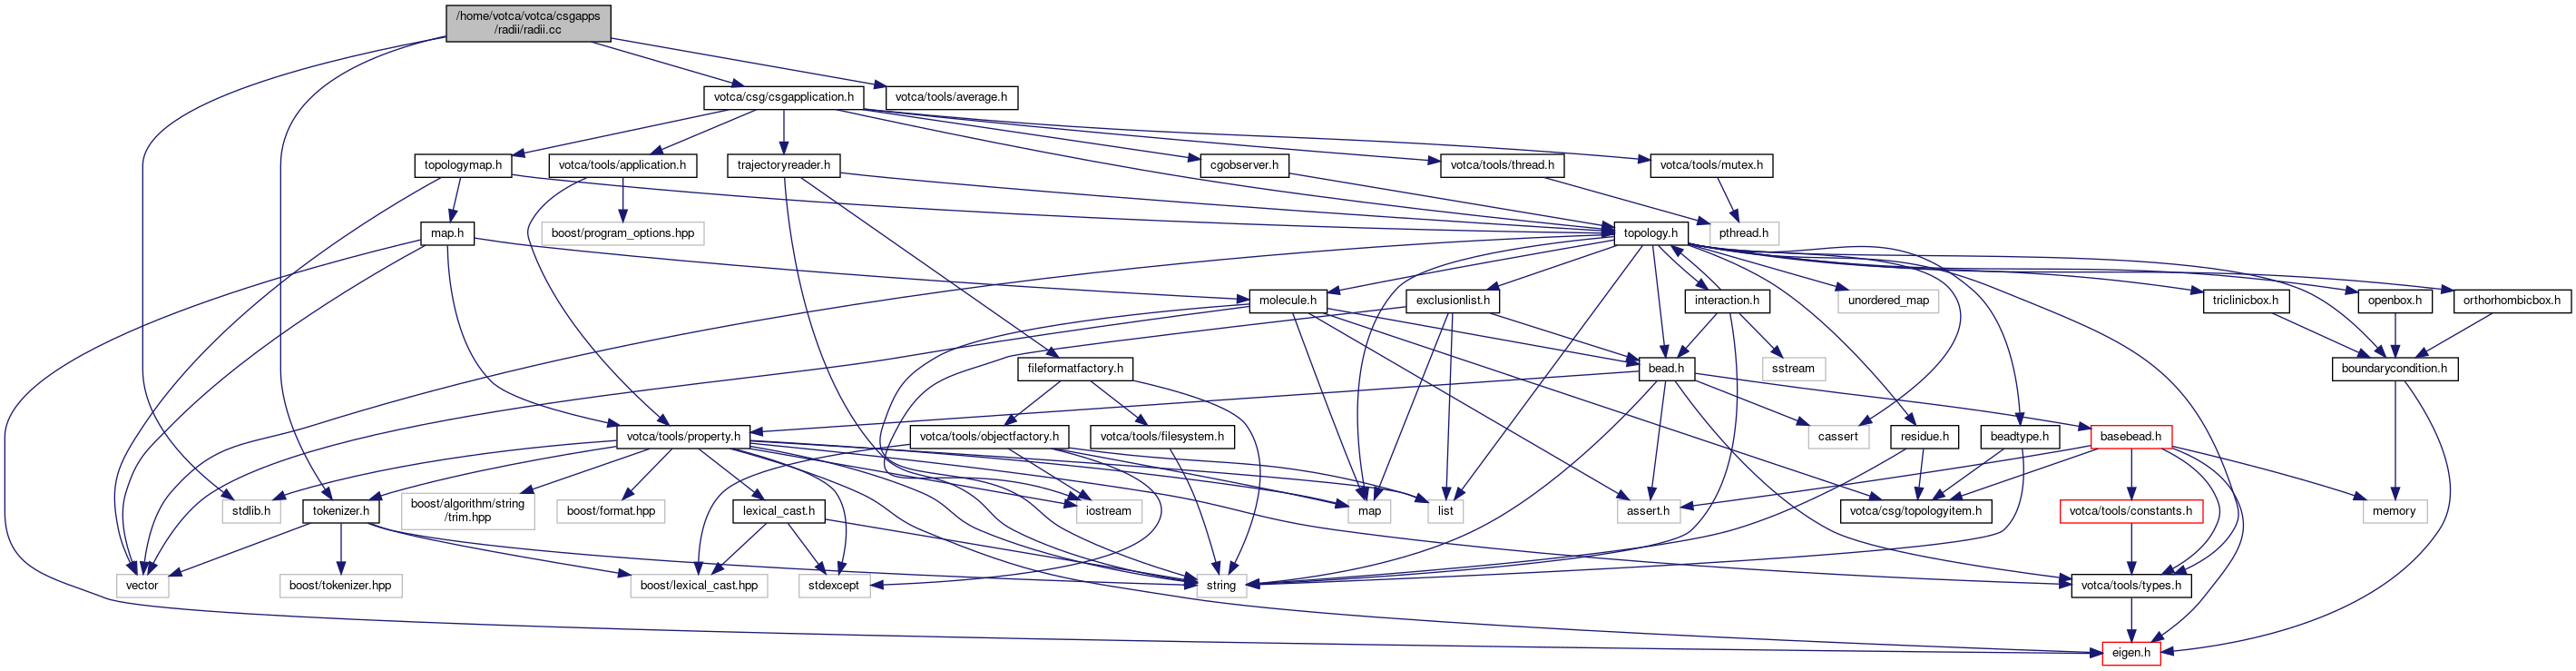 /home/votca/votca/csgapps
/radii/radii.cc
votca/csg/csgapplication.h
votca/tools/average.h
topologymap.h
votca/tools/application.h
trajectoryreader.h
cgobserver.h
votca/tools/thread.h
votca/tools/mutex.h
map.h
boost/program_options.hpp
topology.h
pthread.h
molecule.h
exclusionlist.h
interaction.h
unordered_map
triclinicbox.h
openbox.h
orthorhombicbox.h
fileformatfactory.h
bead.h
sstream
boundarycondition.h
votca/tools/property.h
votca/tools/objectfactory.h
votca/tools/filesystem.h
cassert
residue.h
beadtype.h
basebead.h
stdlib.h
tokenizer.h
boost/algorithm/string
/trim.hpp
boost/format.hpp
lexical_cast.h
iostream
map
list
assert.h
votca/csg/topologyitem.h
votca/tools/constants.h
memory
vector
boost/tokenizer.hpp
boost/lexical_cast.hpp
stdexcept
string
votca/tools/types.h
eigen.h